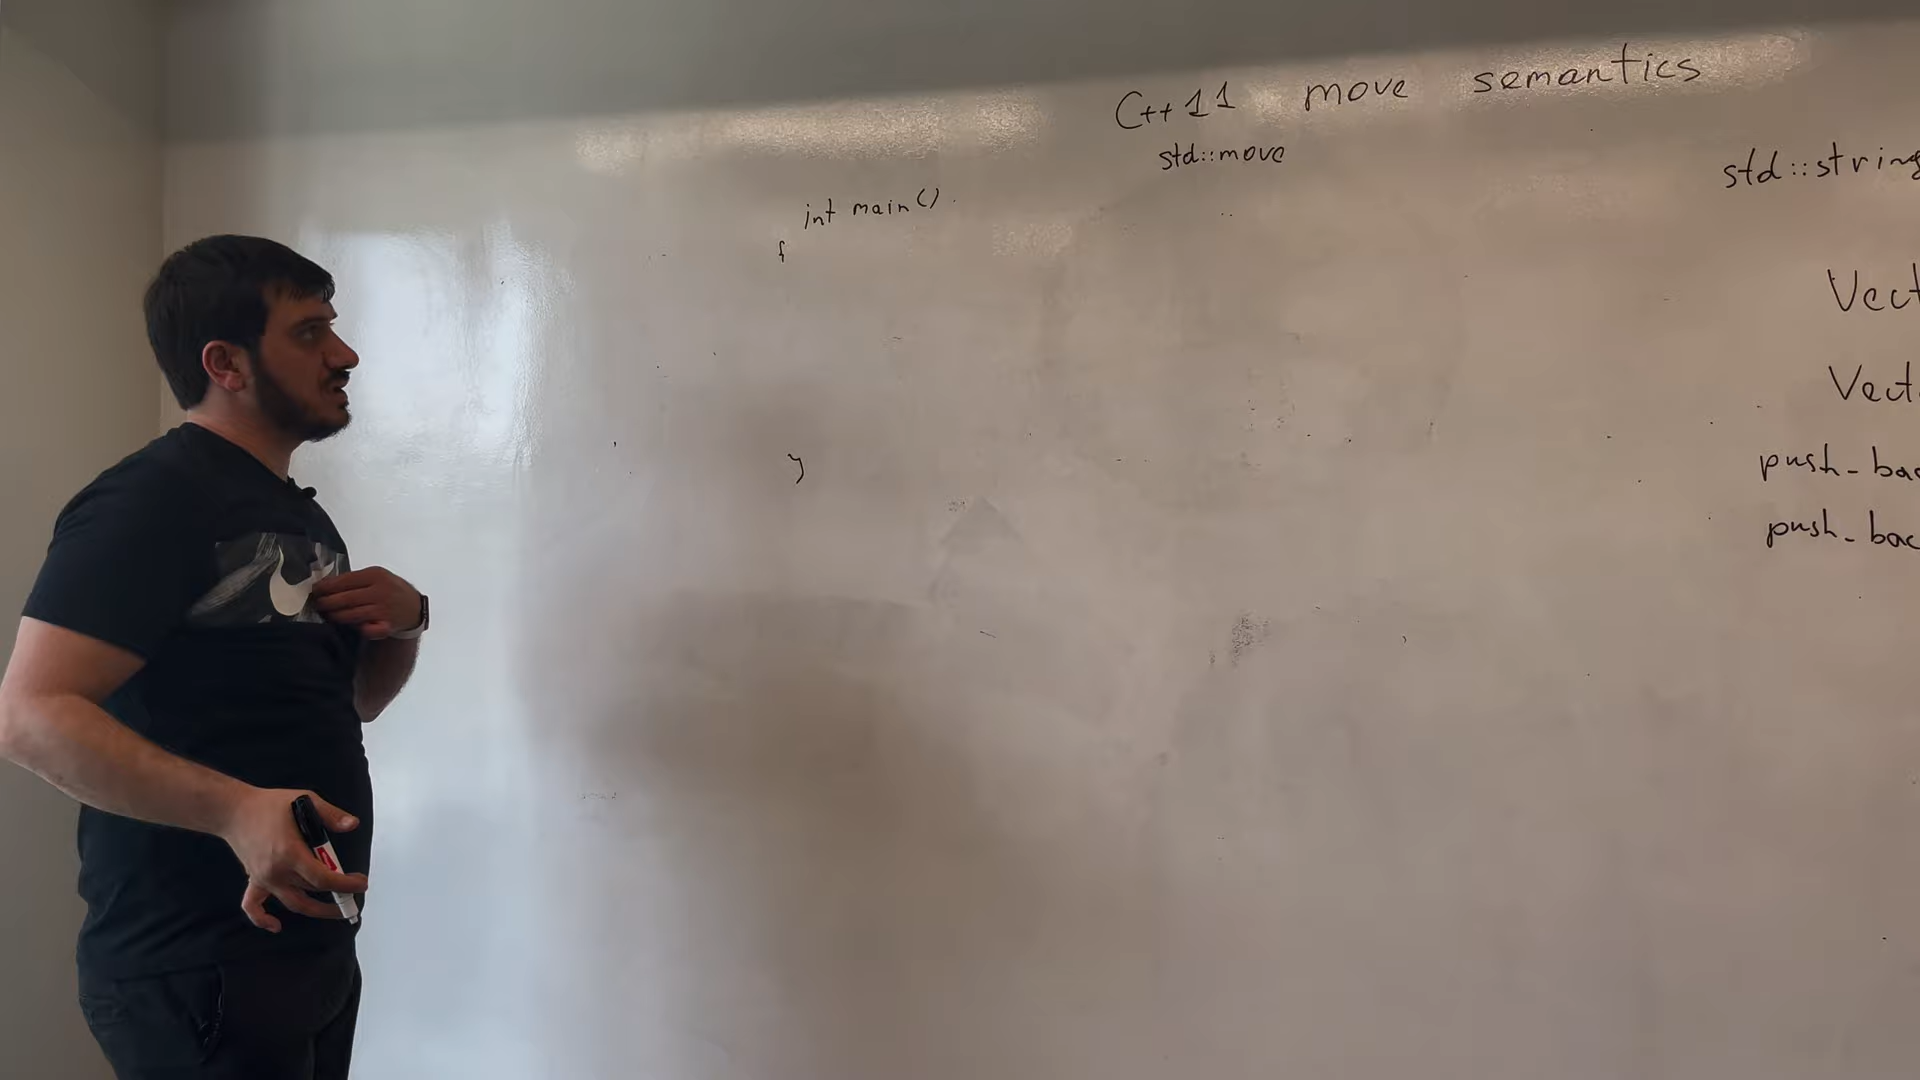 C++11 move semantics
std::move
int main()
{
}
std::string
Vect
Vect
push_bac
push_bac